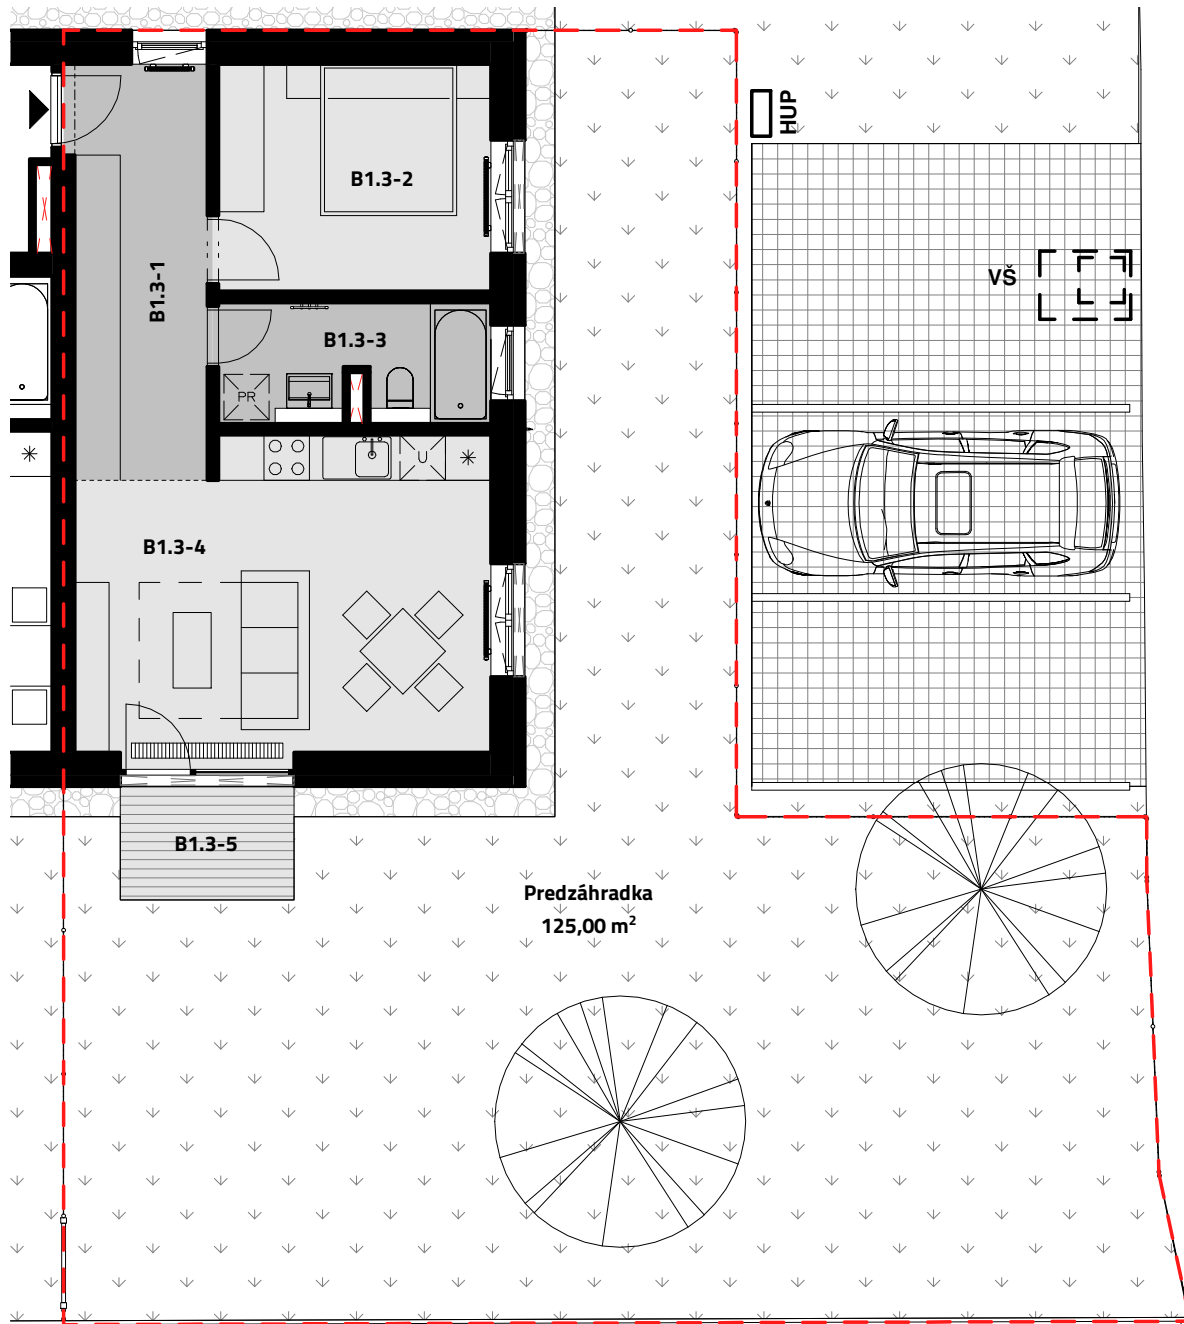 HUP
B1.3-2
B1.3-1
VŠ
B1.3-3
PR
U
B1.3-4
B1.3-5
Predzáhradka
125,00 m²